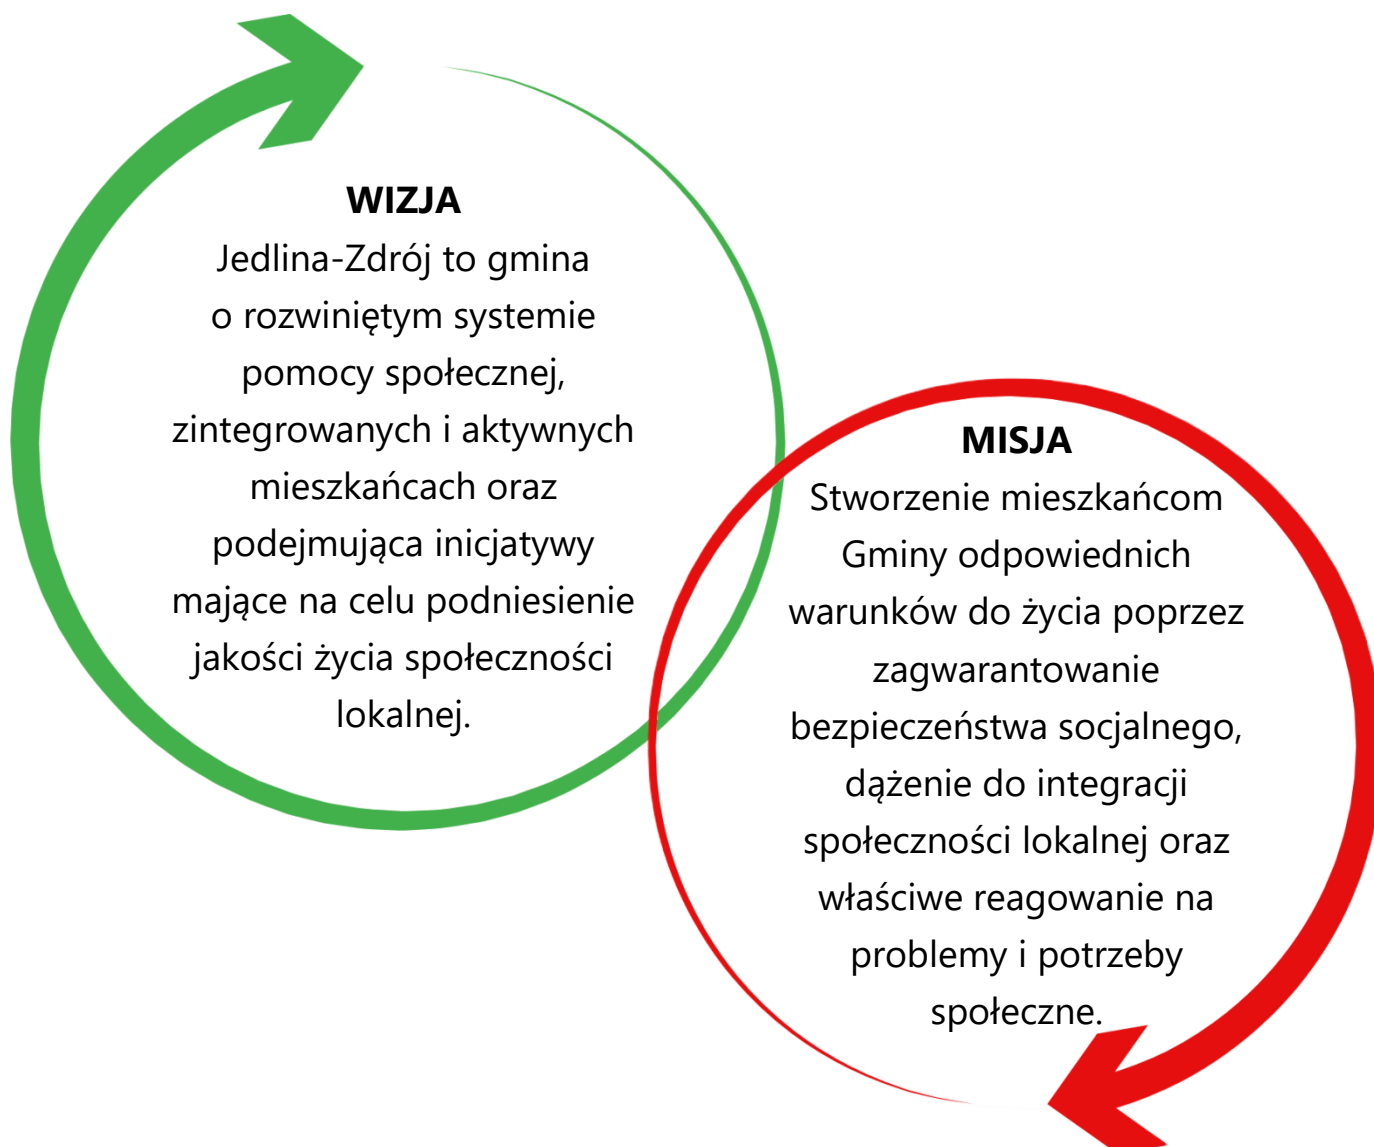 WIZJA
Jedlina-Zdrój to gmina
o rozwiniętym systemie
pomocy społecznej,
zintegrowanych i aktywnych
mieszkańcach oraz
podejmująca inicjatywy
mające na celu podniesienie
jakości życia społeczności
lokalnej.
MISJA
Stworzenie mieszkańcom
Gminy odpowiednich
warunków do życia poprzez
zagwarantowanie
bezpieczeństwa socjalnego,
dążenie do integracji
społeczności lokalnej oraz
właściwe reagowanie na
problemy i potrzeby
społeczne.